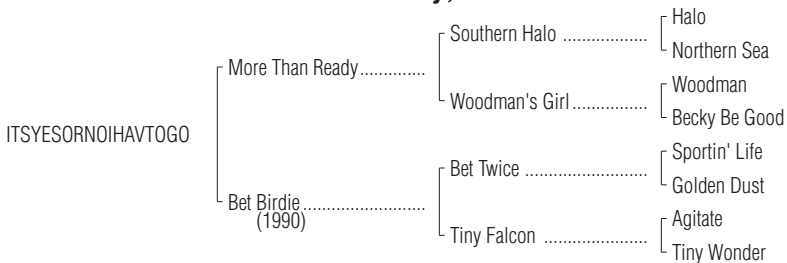 Halo
Southern Halo ..................
Northern Sea
More Than Ready..............
Woodman
Woodman's Girl................
Becky Be Good
ITSYESORNOIHAVTOGO
Sportin' Life
Bet Twice ........................
Golden Dust
Bet Birdie..........................
(1990)
Agitate
Tiny Falcon ......................
Tiny Wonder